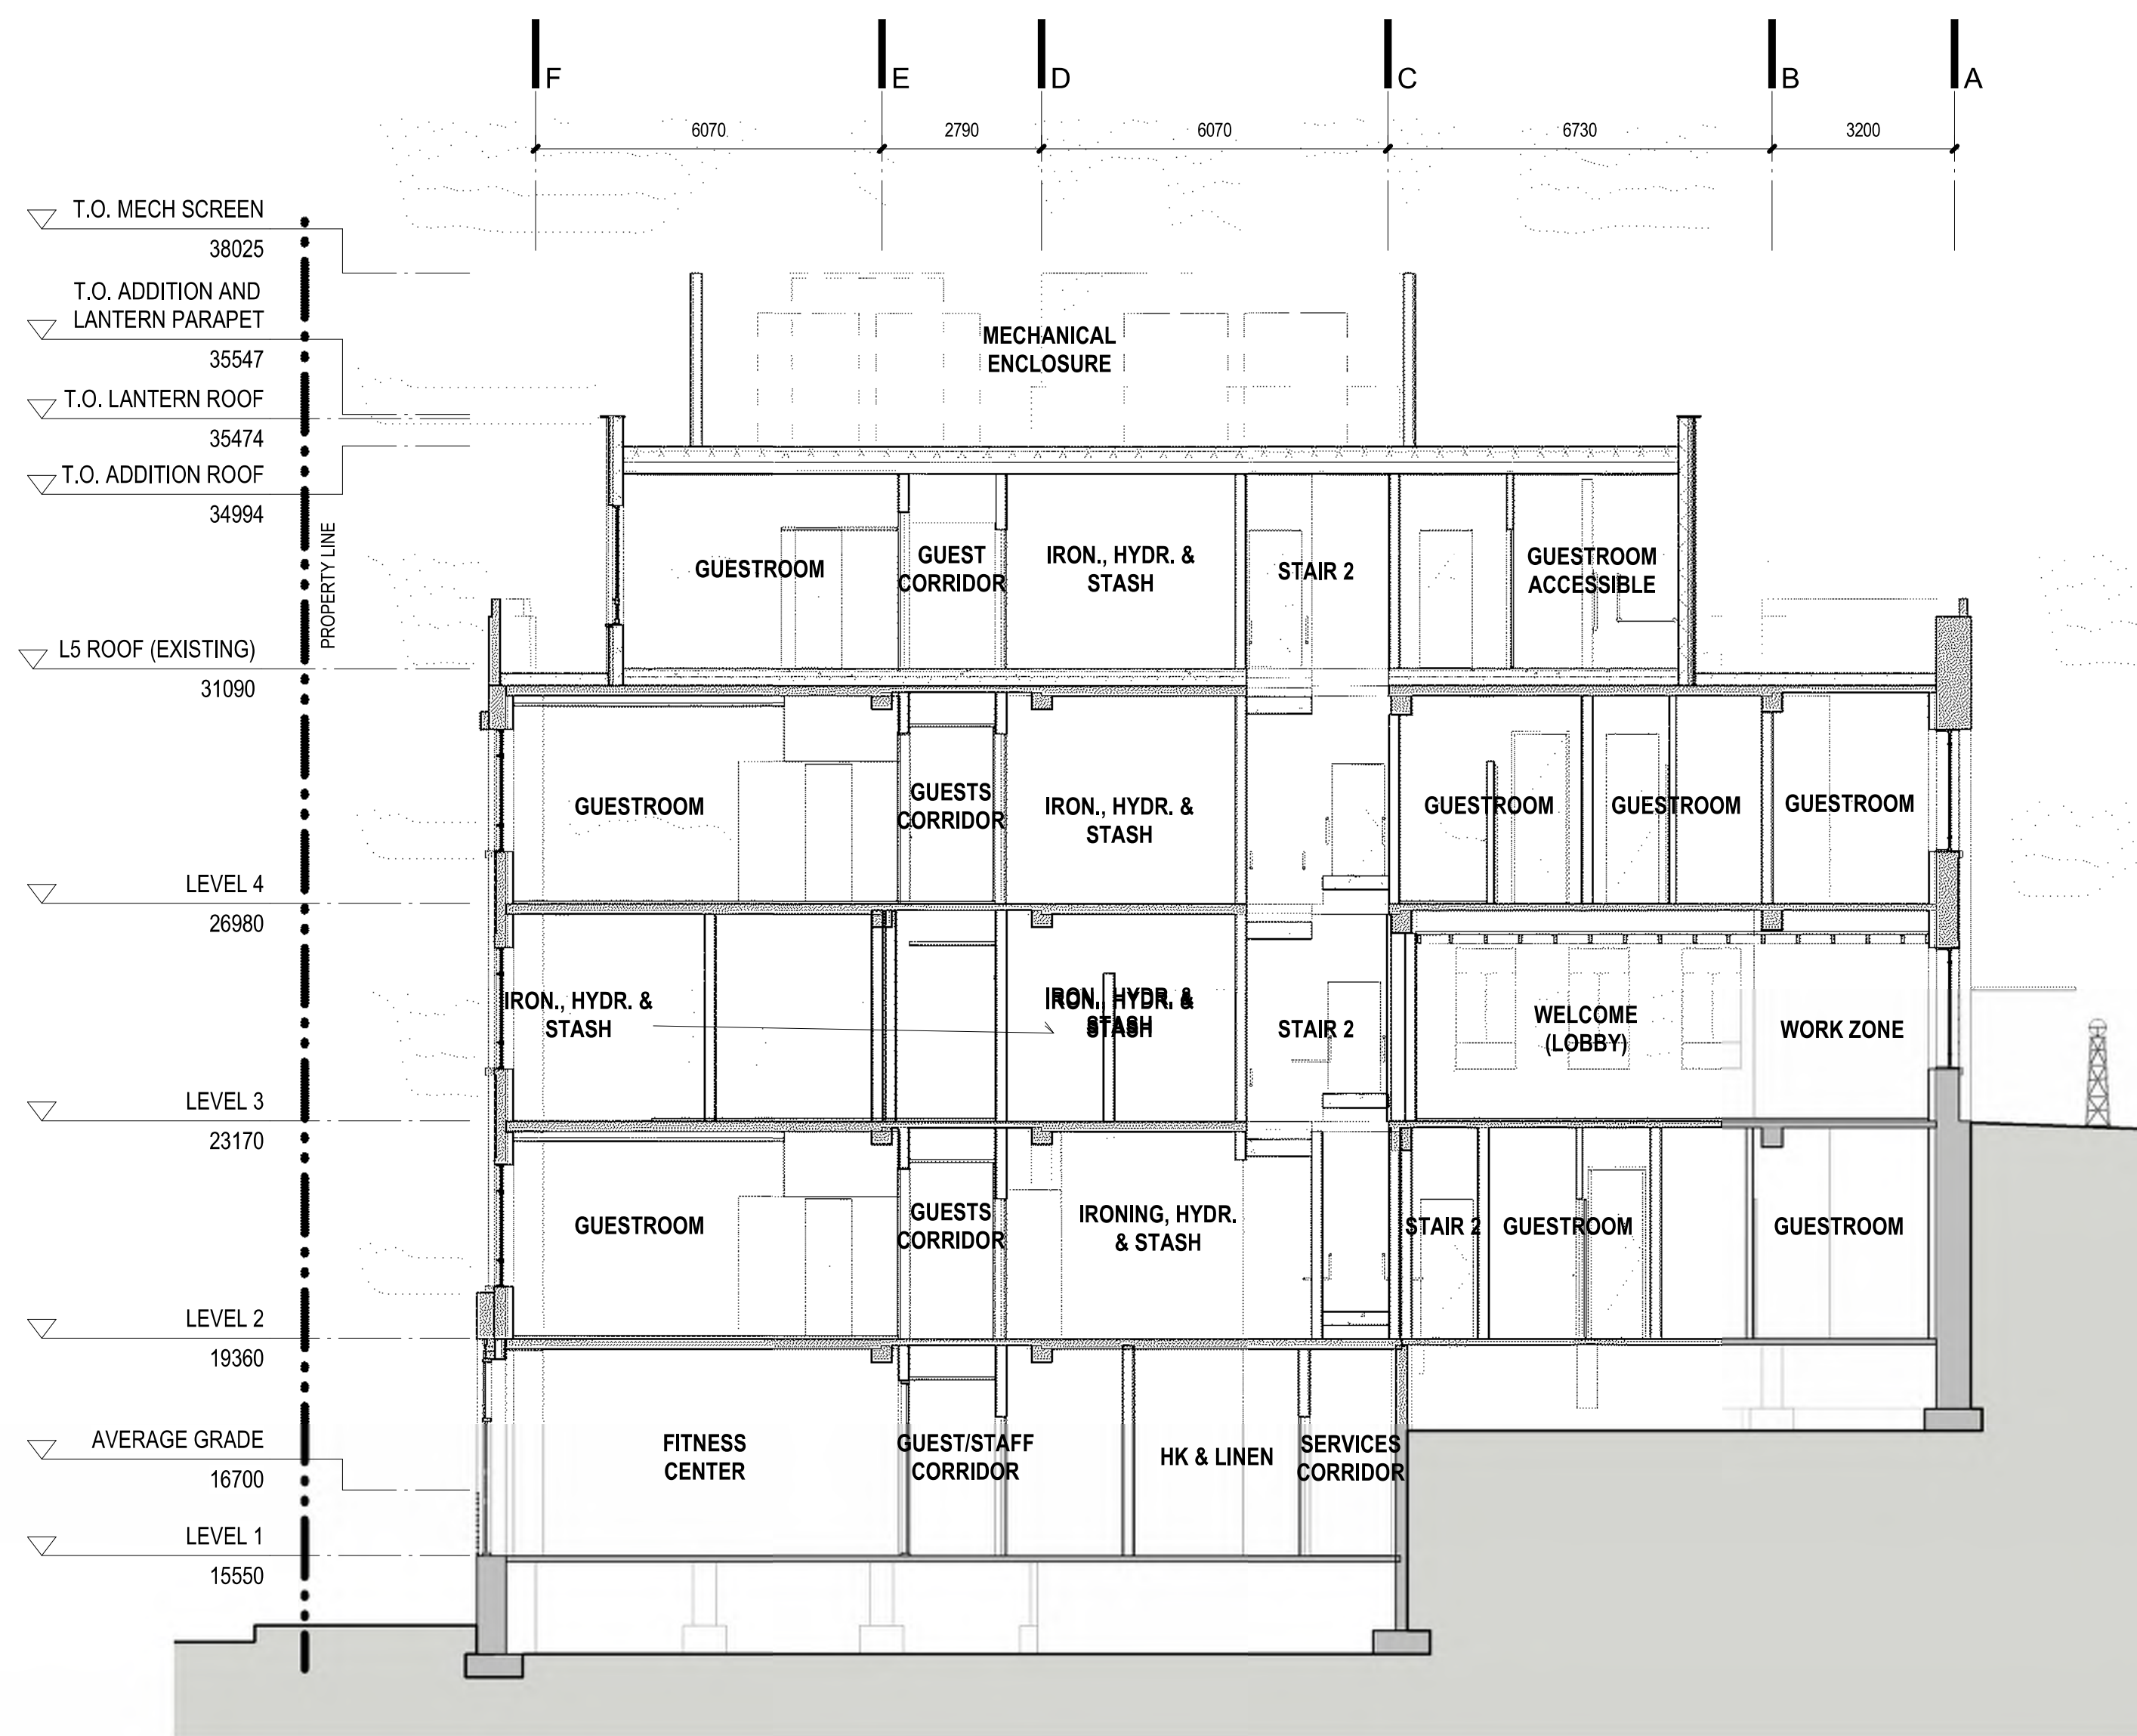 F
E
D
C
B
A
6070
2790
6070
6730
3200
T.O. MECH SCREEN
38025
T.O. ADDITION AND
LANTERN PARAPET
35547
T.O. LANTERN ROOF
35474
T.O. ADDITION ROOF
34994
PROPERTY LINE
L5 ROOF (EXISTING)
31090
LEVEL 4
26980
LEVEL 3
23170
LEVEL 2
19360
AVERAGE GRADE
16700
LEVEL 1
15550
MECHANICAL
ENCLOSURE
GUESTROOM
GUEST
CORRIDOR
IRON., HYDR. &
STASH
STAIR 2
GUESTROOM
ACCESSIBLE
GUESTROOM
GUESTS
CORRIDOR
IRON., HYDR. &
STASH
GUESTROOM
GUESTROOM
GUESTROOM
IRON., HYDR. &
STASH
IRON., HYDR. &
STASH
STAIR 2
WELCOME
(LOBBY)
WORK ZONE
GUESTROOM
GUESTS
CORRIDOR
IRONING, HYDR.
& STASH
STAIR 2
GUESTROOM
GUESTROOM
FITNESS
CENTER
GUEST/STAFF
CORRIDOR
HK & LINEN
SERVICES
CORRIDOR